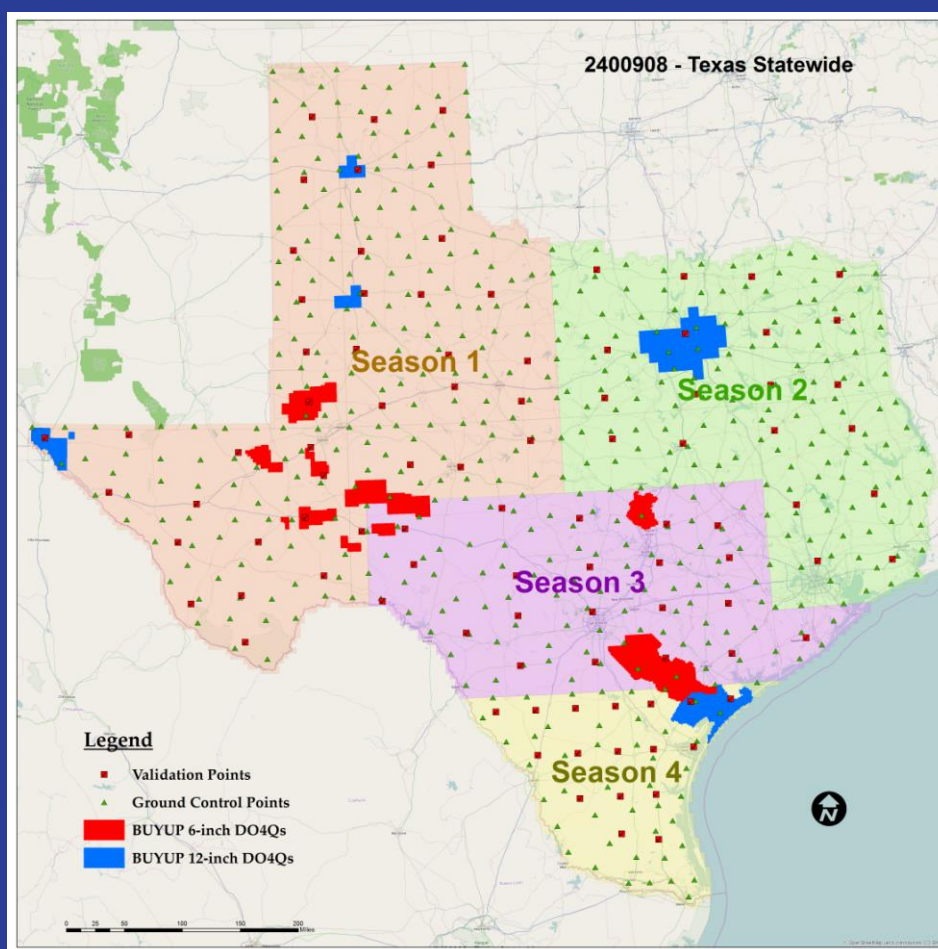 2400908 - Texas Statewide
Season 1
Season 2
Season 3
Season 4
Legend
Validation Points
Ground Control Points
BUYUP 6-inch DO4Qs
BUYUP 12-inch DO4Qs
0 25 50 100 150 200
Miles
N